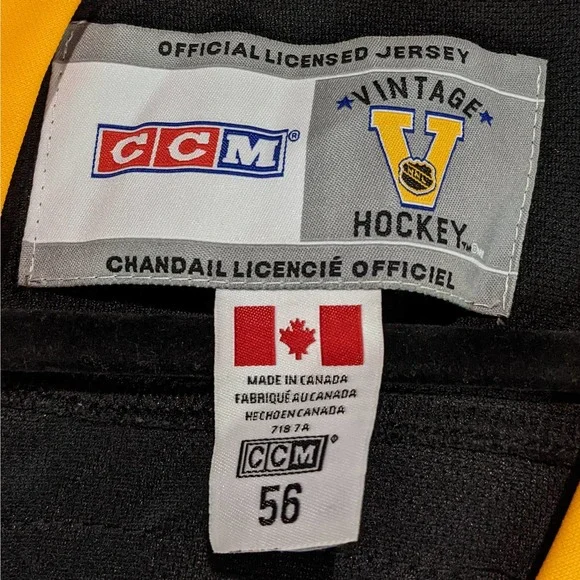 OFFICIAL LICENSED JERSEY
CCM®
VINTAGE
V
HOCKEY
CHANDAIL LICENCIÉ OFFICIEL
MADE IN CANADA
FABRIQUÉ AU CANADA
HECHO EN CANADA
718 7A
CCM®
56